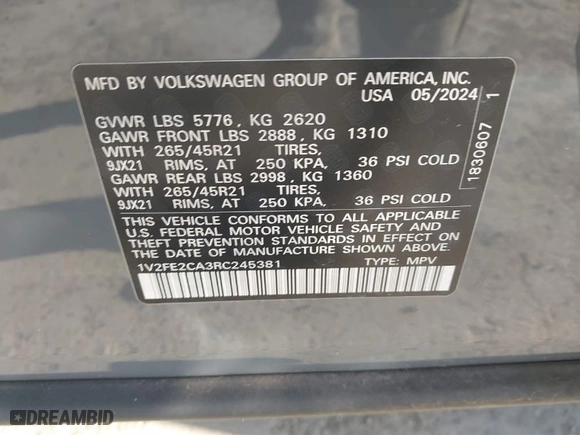 MFD BY VOLKSWAGEN GROUP OF AMERICA, INC.
USA 05/2024
GVWR LBS 5776, KG 2620
GAWR FRONT LBS 2888, KG 1310
WITH 265/45R21 TIRES,
9JX21 RIMS, AT 250 KPA, 36 PSI COLD
GAWR REAR LBS 2998, KG 1360
WITH 265/45R21 TIRES,
9JX21 RIMS, AT 250 KPA, 36 PSI COLD
THIS VEHICLE CONFORMS TO ALL APPLICABLE
U.S. FEDERAL MOTOR VEHICLE SAFETY AND
THEFT PREVENTION STANDARDS IN EFFECT ON
THE DATE OF MANUFACTURE SHOWN ABOVE.
1V2FE2CA3RC245381 TYPE: MPV
1830607 1
DREAMBID